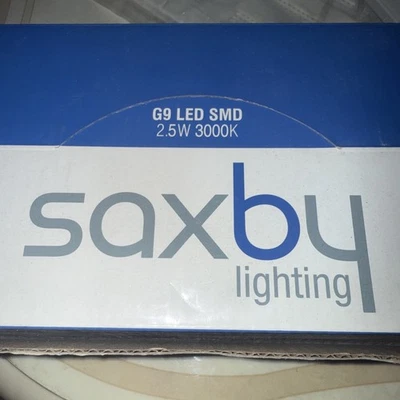 G9 LED SMD
2.5W 3000K
saxby
lighting